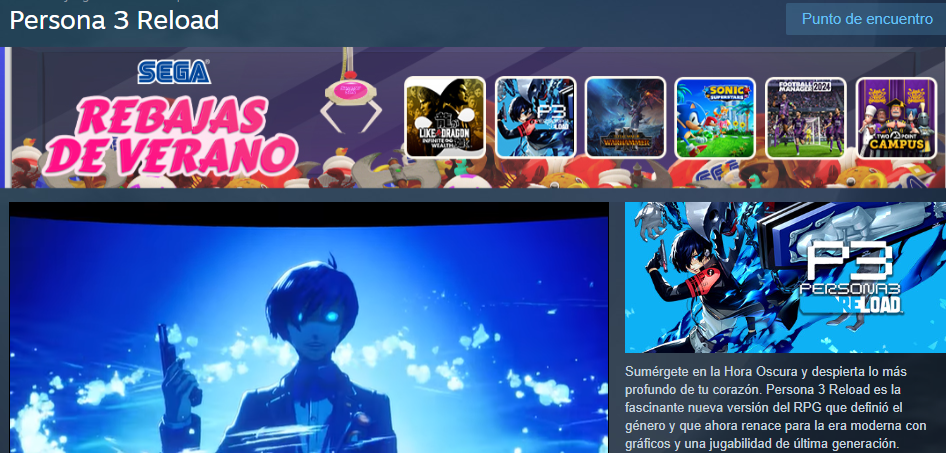 Persona 3 Reload
Punto de encuentro
SEGA
REBAJAS
DE VERANO
LIKE A DRAGON
INFINITE WEALTH
P3
RELOAD
WARHAMMER
SONIC
SUPERSTARS
FOOTBALL
MANAGER 2024
TWO POINT
CAMPUS
P3
PERSONA3
RELOAD
Sumérgete en la Hora Oscura y despierta lo más
profundo de tu corazón. Persona 3 Reload es la
fascinante nueva versión del RPG que definió el
género y que ahora renace para la era moderna con
gráficos y una jugabilidad de última generación.